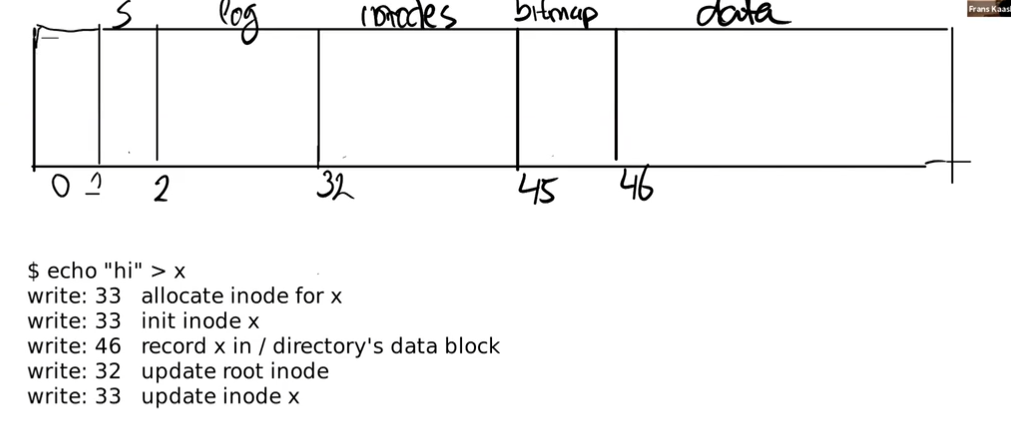 S log inodes bitmap data
Frans Kaas
0 1 2 32 45 46
$ echo "hi" > x
write: 33 allocate inode for x
write: 33 init inode x
write: 46 record x in / directory's data block
write: 32 update root inode
write: 33 update inode x